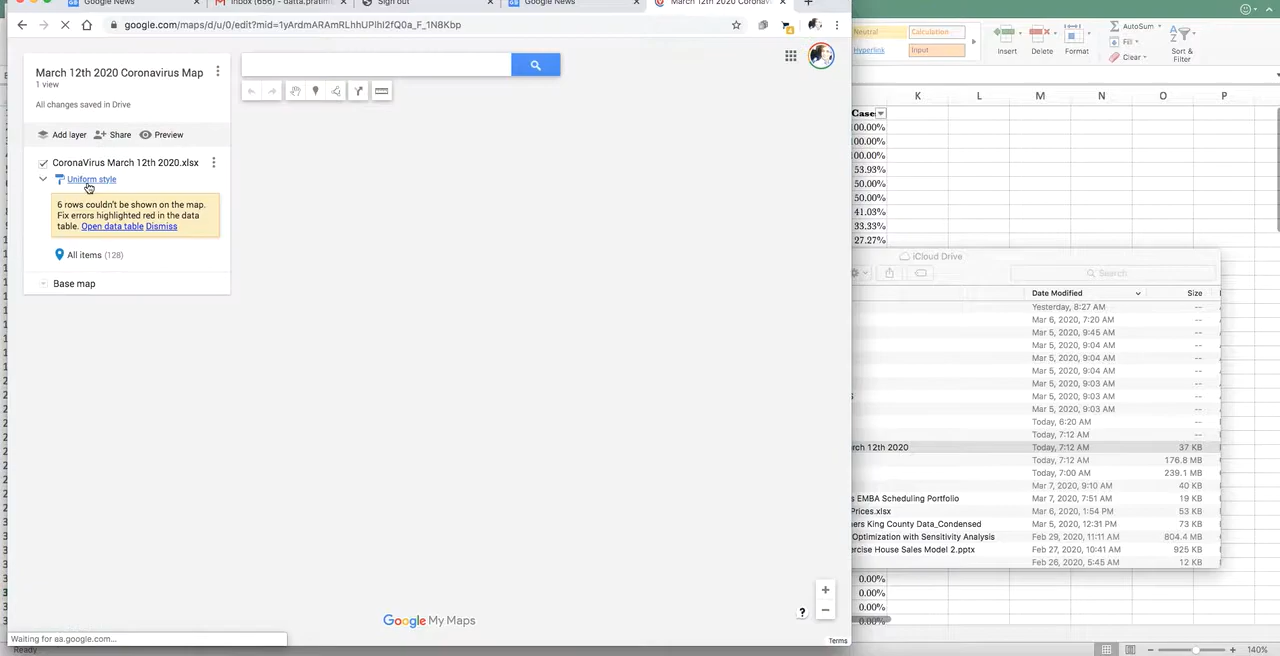 Google News
Inbox (656) - datta.pratim
Sign out
Google News
March 12th 2020 Coronav
google.com/maps/d/u/0/edit?mid=1yArdmARAmRLhhUPIhI2fQ0a_F_1N8Kbp
March 12th 2020 Coronavirus Map
1 view
All changes saved in Drive
Add layer Share Preview
CoronaVirus March 12th 2020.xlsx
Uniform style
6 rows couldn't be shown on the map.
Fix errors highlighted red in the data
table. Open data table Dismiss
All items (128)
Base map
Google My Maps
?
Terms
Waiting for aa.google.com...
Ready
Neutral Calculation
Hyperlink Input
Insert Delete Format
AutoSum
Fill
Clear
Sort &
Filter
K L M N O P
Case
00.00%
00.00%
00.00%
53.93%
50.00%
50.00%
41.03%
33.33%
27.27%
iCloud Drive
Search
Date Modified Size
Yesterday, 8:27 AM --
Mar 6, 2020, 7:20 AM --
Mar 5, 2020, 9:45 AM --
Mar 5, 2020, 9:04 AM --
Mar 5, 2020, 9:04 AM --
Mar 5, 2020, 9:04 AM --
Mar 5, 2020, 9:03 AM --
Mar 5, 2020, 9:03 AM --
Mar 5, 2020, 9:03 AM --
Today, 6:20 AM --
Today, 7:12 AM --
rch 12th 2020 Today, 7:12 AM 37 KB
Today, 7:12 AM 176.8 MB
Today, 7:00 AM 239.1 MB
Mar 7, 2020, 9:10 AM 40 KB
s EMBA Scheduling Portfolio Mar 7, 2020, 7:51 AM 19 KB
Prices.xlsx Mar 6, 2020, 1:54 PM 53 KB
ners King County Data_Condensed Mar 5, 2020, 12:31 PM 73 KB
Optimization with Sensitivity Analysis Feb 29, 2020, 11:11 AM 804.4 MB
ercise House Sales Model 2.pptx Feb 27, 2020, 10:41 AM 925 KB
Feb 26, 2020, 5:45 AM 12 KB
0.00%
0.00%
0.00%
0.00%
140%